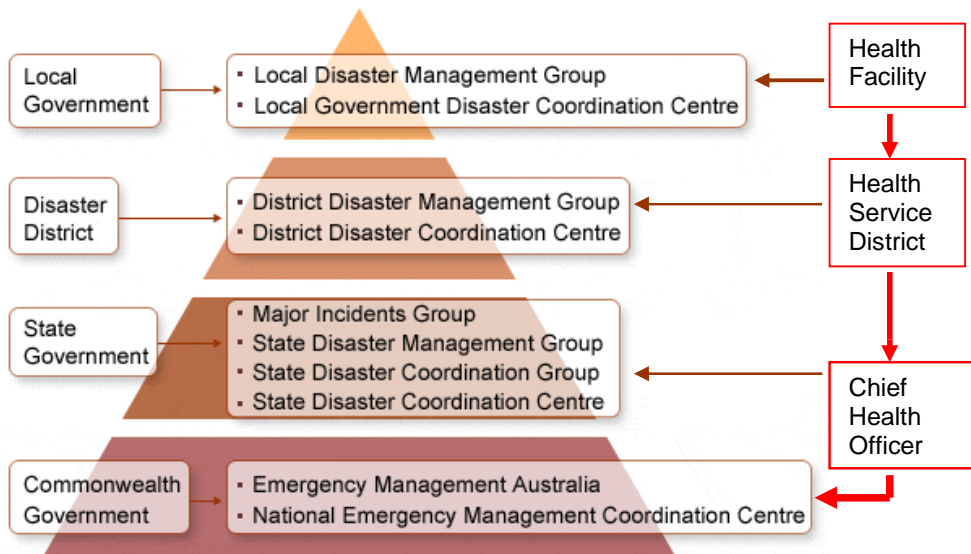 Local
Government
▪ Local Disaster Management Group
▪ Local Government Disaster Coordination Centre
Health
Facility
Disaster
District
▪ District Disaster Management Group
▪ District Disaster Coordination Centre
Health
Service
District
State
Government
▪ Major Incidents Group
▪ State Disaster Management Group
▪ State Disaster Coordination Group
▪ State Disaster Coordination Centre
Chief
Health
Officer
Commonwealth
Government
▪ Emergency Management Australia
▪ National Emergency Management Coordination Centre